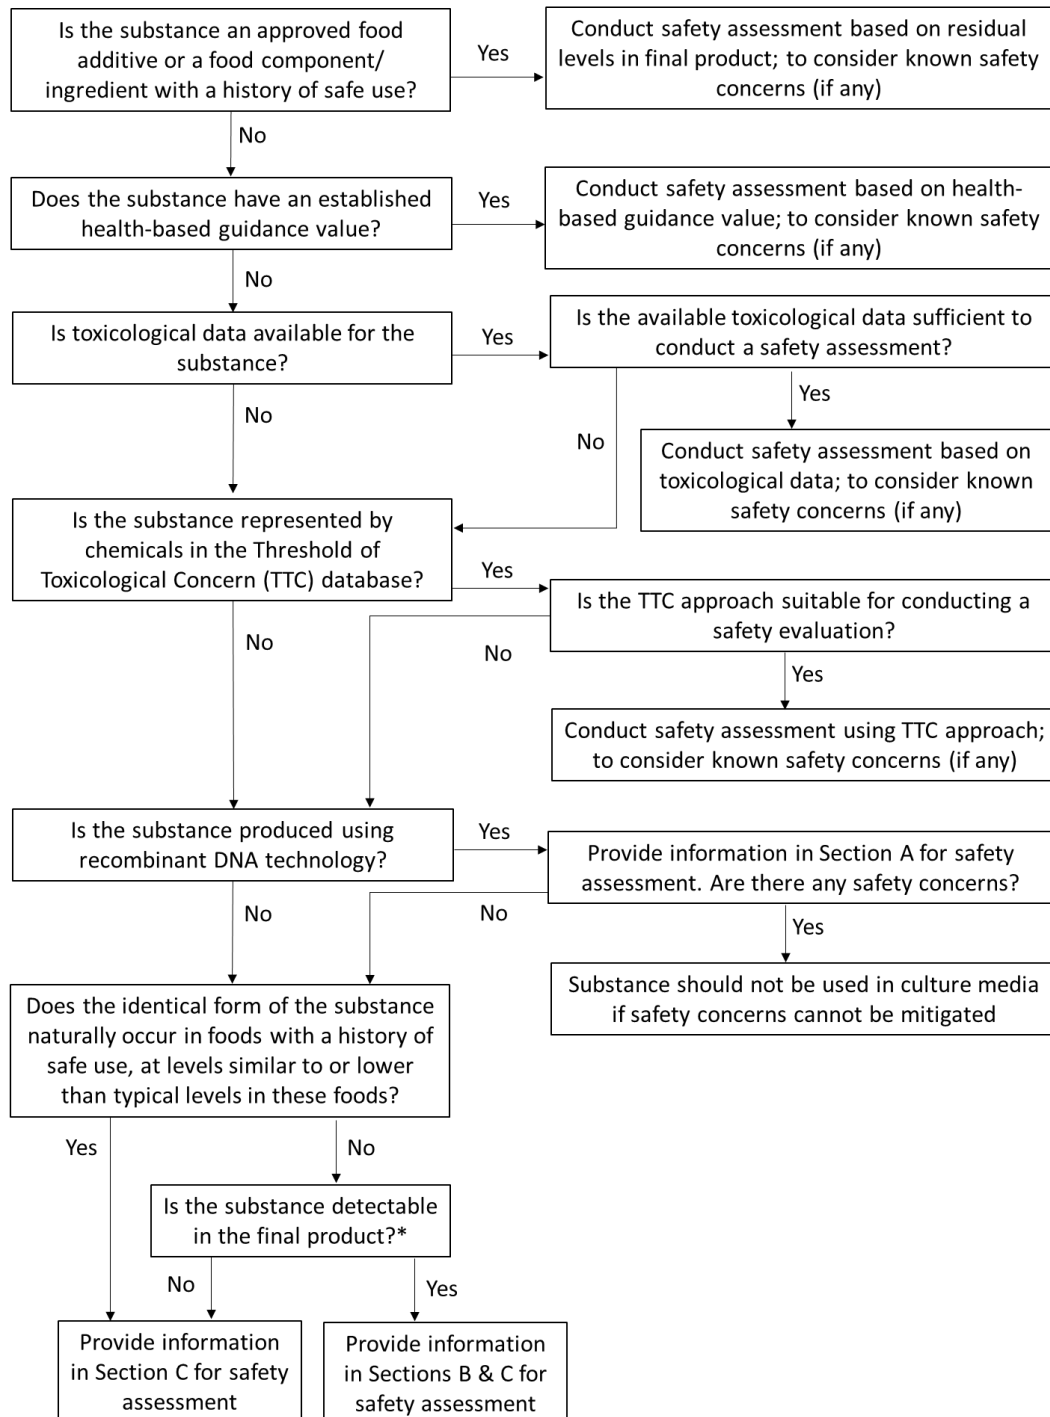 Is the substance an approved food
additive or a food component/
ingredient with a history of safe use?
Yes
Conduct safety assessment based on residual
levels in final product; to consider known safety
concerns (if any)
No
Does the substance have an established
health-based guidance value?
Yes
Conduct safety assessment based on health-
based guidance value; to consider known safety
concerns (if any)
No
Is toxicological data available for the
substance?
Yes
Is the available toxicological data sufficient to
conduct a safety assessment?
No
No
Yes
Conduct safety assessment based on
toxicological data; to consider known
safety concerns (if any)
Is the substance represented by
chemicals in the Threshold of
Toxicological Concern (TTC) database?
Yes
Is the TTC approach suitable for conducting a
safety evaluation?
No
No
Yes
Conduct safety assessment using TTC approach;
to consider known safety concerns (if any)
Is the substance produced using
recombinant DNA technology?
Yes
Provide information in Section A for safety
assessment. Are there any safety concerns?
No
No
Yes
Substance should not be used in culture media
if safety concerns cannot be mitigated
Does the identical form of the substance
naturally occur in foods with a history of
safe use, at levels similar to or lower
than typical levels in these foods?
Yes
No
Is the substance detectable
in the final product?*
No
Yes
Provide information
in Section C for safety
assessment
Provide information
in Sections B & C for
safety assessment